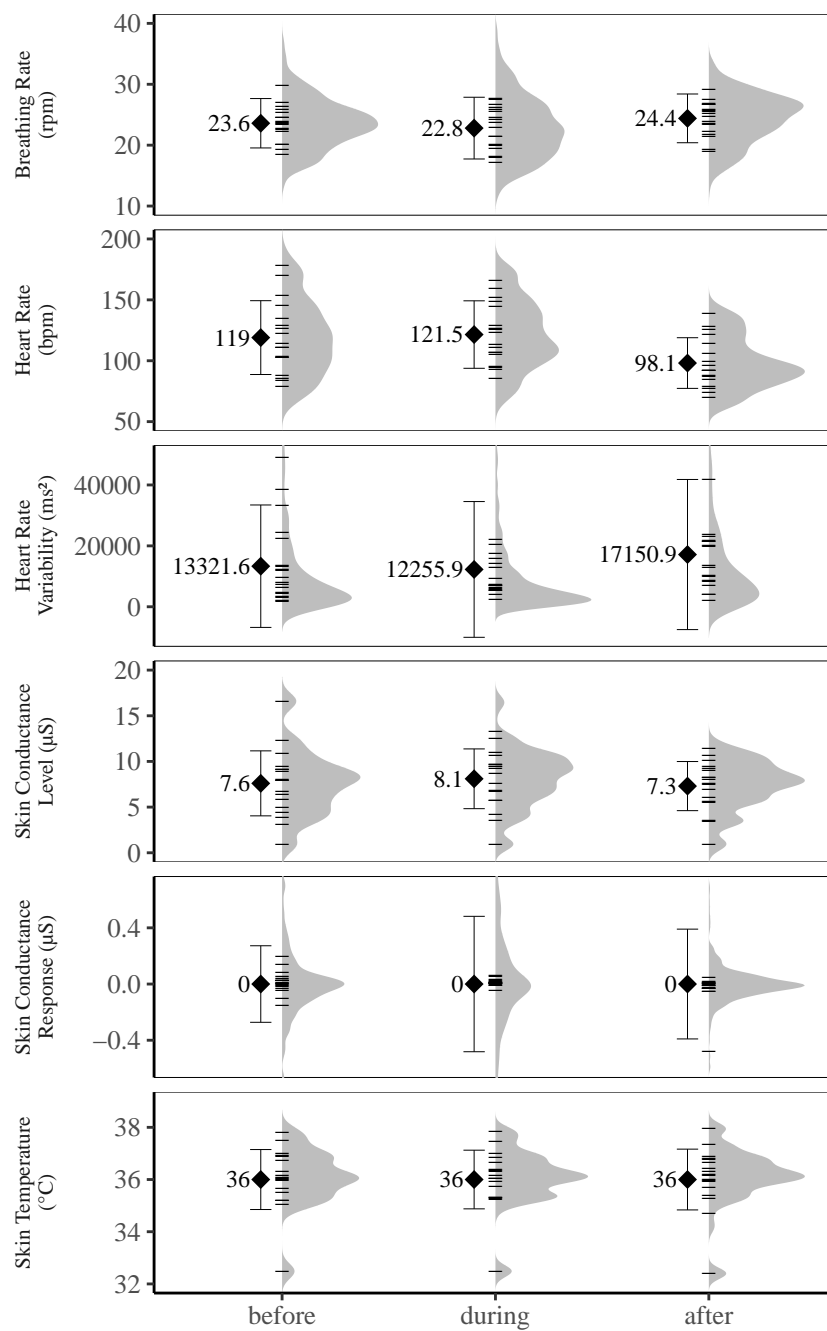 Breathing Rate
(rpm)
40
30
20
10
23.6
22.8
24.4
Heart Rate
(bpm)
200
150
100
50
119
121.5
98.1
Heart Rate
Variability (ms²)
40000
20000
0
13321.6
12255.9
17150.9
Skin Conductance
Level (µS)
20
15
10
5
0
7.6
8.1
7.3
Skin Conductance
Response (µS)
0.4
0.0
−0.4
0
0
0
Skin Temperature
(°C)
38
36
34
32
36
36
36
before
during
after